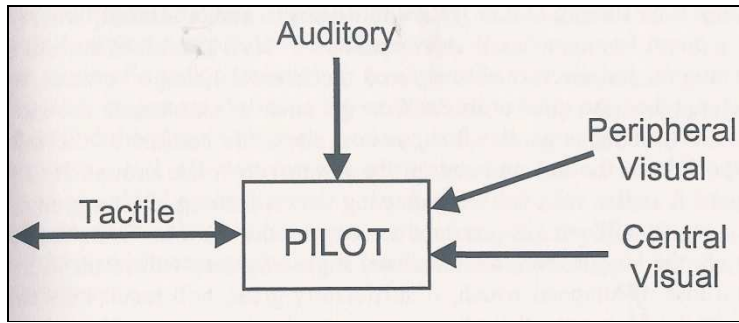 Auditory
Peripheral
Visual
Tactile
PILOT
Central
Visual